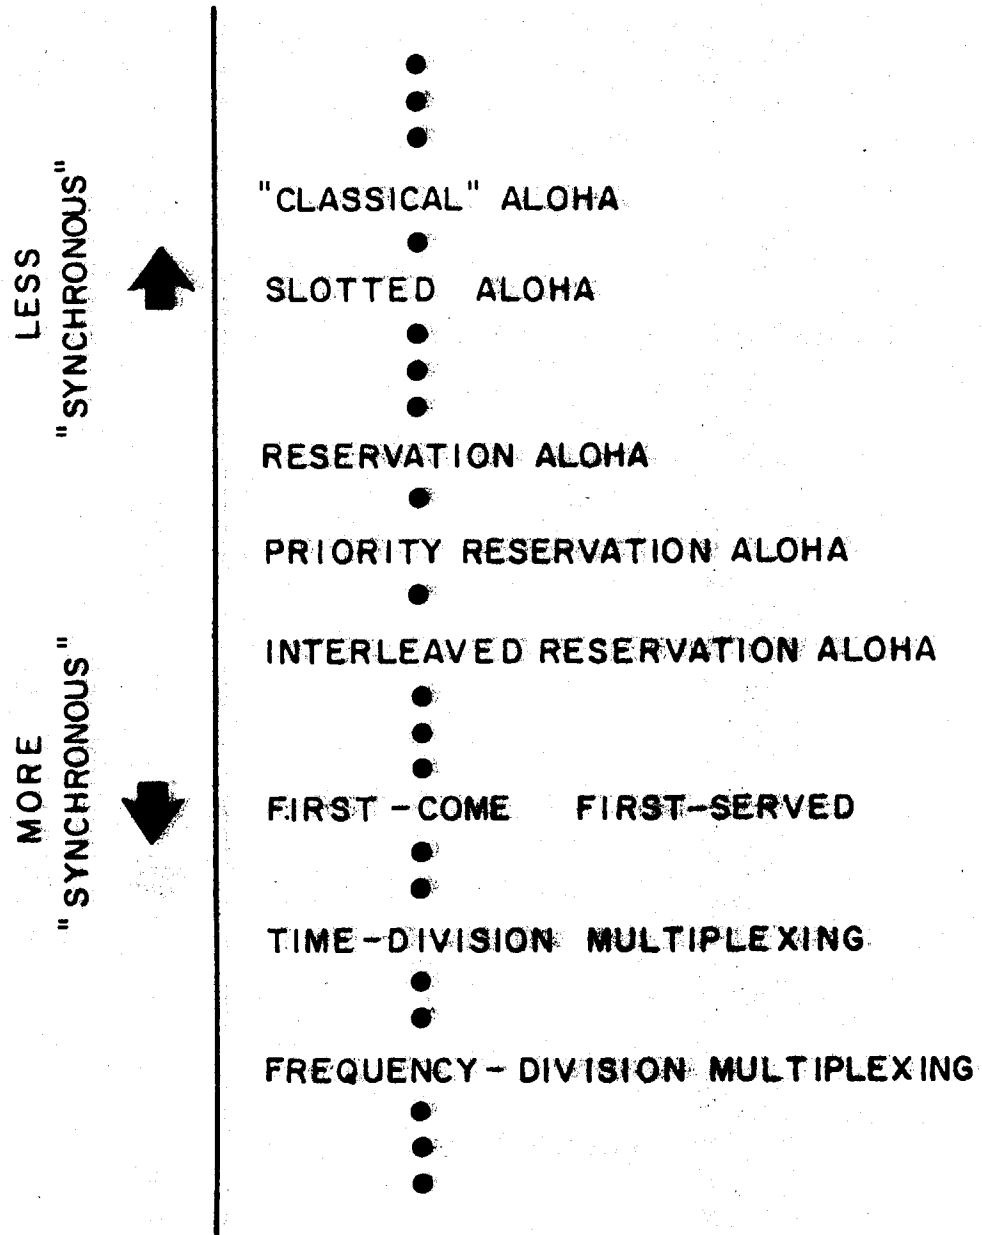 LESS
"SYNCHRONOUS"
MORE
"SYNCHRONOUS"
"CLASSICAL" ALOHA
SLOTTED ALOHA
RESERVATION ALOHA
PRIORITY RESERVATION ALOHA
INTERLEAVED RESERVATION ALOHA
FIRST-COME FIRST-SERVED
TIME-DIVISION MULTIPLEXING
FREQUENCY-DIVISION MULTIPLEXING